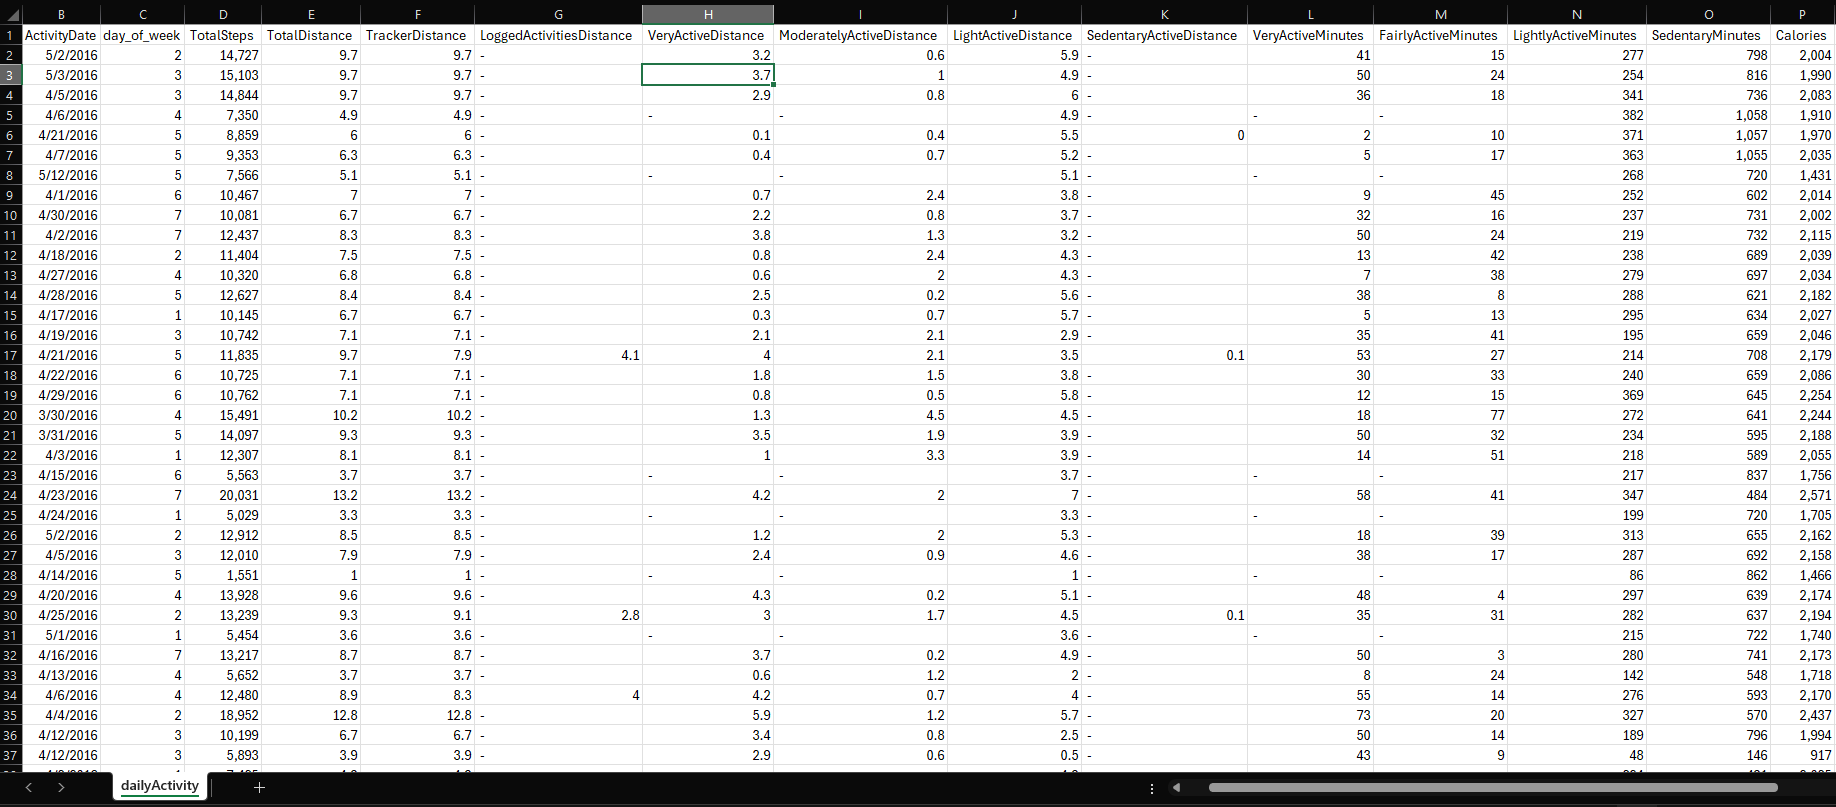 B C D E F G H I J K L M N O P
1 ActivityDate day_of_week TotalSteps TotalDistance TrackerDistance LoggedActivitiesDistance VeryActiveDistance ModeratelyActiveDistance LightActiveDistance SedentaryActiveDistance VeryActiveMinutes FairlyActiveMinutes LightlyActiveMinutes SedentaryMinutes Calories
2 5/2/2016 2 14,727 9.7 9.7 - 3.2 0.6 5.9 - 41 15 277 798 2,004
3 5/3/2016 3 15,103 9.7 9.7 - 3.7 1 4.9 - 50 24 254 816 1,990
4 4/5/2016 3 14,844 9.7 9.7 - 2.9 0.8 6 - 36 18 341 736 2,083
5 4/6/2016 4 7,350 4.9 4.9 - - - 4.9 - - - 382 1,058 1,910
6 4/21/2016 5 8,859 6 6 - 0.1 0.4 5.5 0 2 10 371 1,057 1,970
7 4/7/2016 5 9,353 6.3 6.3 - 0.4 0.7 5.2 - 5 17 363 1,055 2,035
8 5/12/2016 5 7,566 5.1 5.1 - - - 5.1 - - - 268 720 1,431
9 4/1/2016 6 10,467 7 7 - 0.7 2.4 3.8 - 9 45 252 602 2,014
10 4/30/2016 7 10,081 6.7 6.7 - 2.2 0.8 3.7 - 32 16 237 731 2,002
11 4/2/2016 7 12,437 8.3 8.3 - 3.8 1.3 3.2 - 50 24 219 732 2,115
12 4/18/2016 2 11,404 7.5 7.5 - 0.8 2.4 4.3 - 13 42 238 689 2,039
13 4/27/2016 4 10,320 6.8 6.8 - 0.6 2 4.3 - 7 38 279 697 2,034
14 4/28/2016 5 12,627 8.4 8.4 - 2.5 0.2 5.6 - 38 8 288 621 2,182
15 4/17/2016 1 10,145 6.7 6.7 - 0.3 0.7 5.7 - 5 13 295 634 2,027
16 4/19/2016 3 10,742 7.1 7.1 - 2.1 2.1 2.9 - 35 41 195 659 2,046
17 4/21/2016 5 11,835 9.7 7.9 4.1 4 2.1 3.5 0.1 53 27 214 708 2,179
18 4/22/2016 6 10,725 7.1 7.1 - 1.8 1.5 3.8 - 30 33 240 659 2,086
19 4/29/2016 6 10,762 7.1 7.1 - 0.8 0.5 5.8 - 12 15 369 645 2,254
20 3/30/2016 4 15,491 10.2 10.2 - 1.3 4.5 4.5 - 18 77 272 641 2,244
21 3/31/2016 5 14,097 9.3 9.3 - 3.5 1.9 3.9 - 50 32 234 595 2,188
22 4/3/2016 1 12,307 8.1 8.1 - 1 3.3 3.9 - 14 51 218 589 2,055
23 4/15/2016 6 5,563 3.7 3.7 - - - 3.7 - - - 217 837 1,756
24 4/23/2016 7 20,031 13.2 13.2 - 4.2 2 7 - 58 41 347 484 2,571
25 4/24/2016 1 5,029 3.3 3.3 - - - 3.3 - - - 199 720 1,705
26 5/2/2016 2 12,912 8.5 8.5 - 1.2 2 5.3 - 18 39 313 655 2,162
27 4/5/2016 3 12,010 7.9 7.9 - 2.4 0.9 4.6 - 38 17 287 692 2,158
28 4/14/2016 5 1,551 1 1 - - - 1 - - - 86 862 1,466
29 4/20/2016 4 13,928 9.6 9.6 - 4.3 0.2 5.1 - 48 4 297 639 2,174
30 4/25/2016 2 13,239 9.3 9.1 2.8 3 1.7 4.5 0.1 35 31 282 637 2,194
31 5/1/2016 1 5,454 3.6 3.6 - - - 3.6 - - - 215 722 1,740
32 4/16/2016 7 13,217 8.7 8.7 - 3.7 0.2 4.9 - 50 3 280 741 2,173
33 4/13/2016 4 5,652 3.7 3.7 - 0.6 1.2 2 - 8 24 142 548 1,718
34 4/6/2016 4 12,480 8.9 8.3 4 4.2 0.7 4 - 55 14 276 593 2,170
35 4/4/2016 2 18,952 12.8 12.8 - 5.9 1.2 5.7 - 73 20 327 570 2,437
36 4/12/2016 3 10,199 6.7 6.7 - 3.4 0.8 2.5 - 50 14 189 796 1,994
37 4/12/2016 3 5,893 3.9 3.9 - 2.9 0.6 0.5 - 43 9 48 146 917
dailyActivity